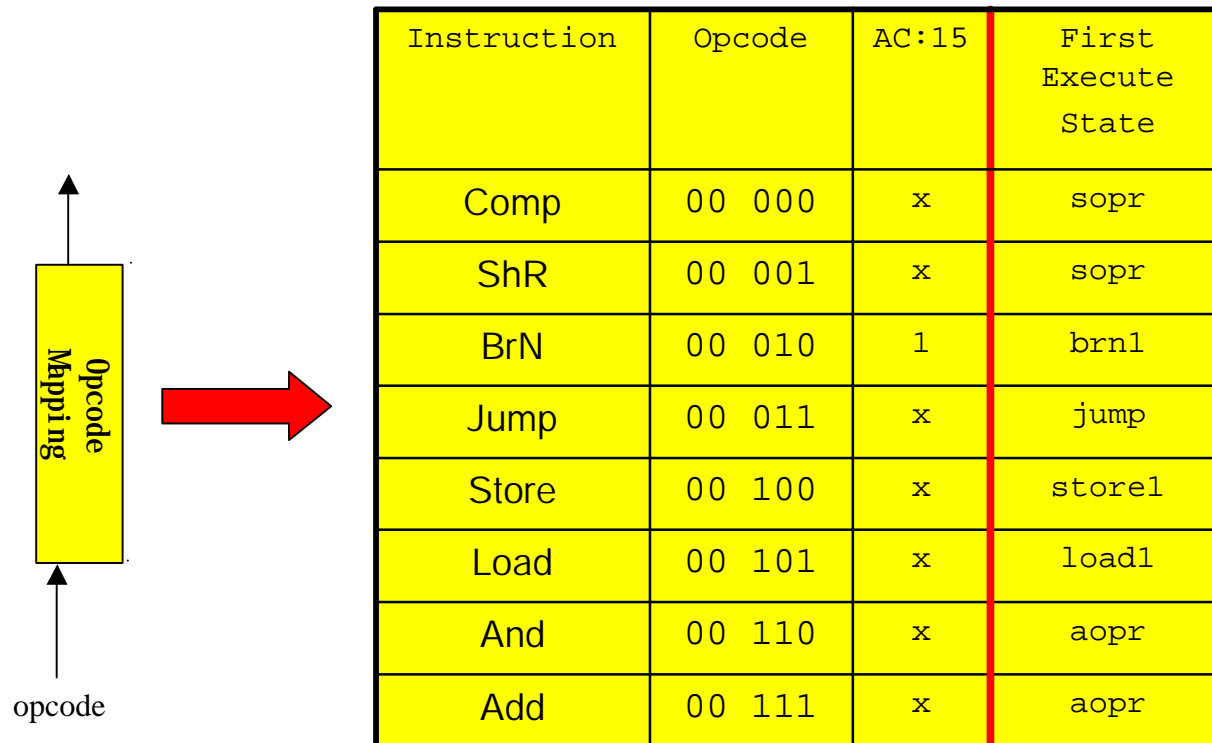 Instruction Opcode AC:15 First
Execute
State
Comp 00 000 x sopr
ShR 00 001 x sopr
BrN 00 010 1 brn1
Jump 00 011 x jump
Store 00 100 x store1
Load 00 101 x load1
And 00 110 x aopr
Add 00 111 x aopr
Opcode
Mapping
opcode